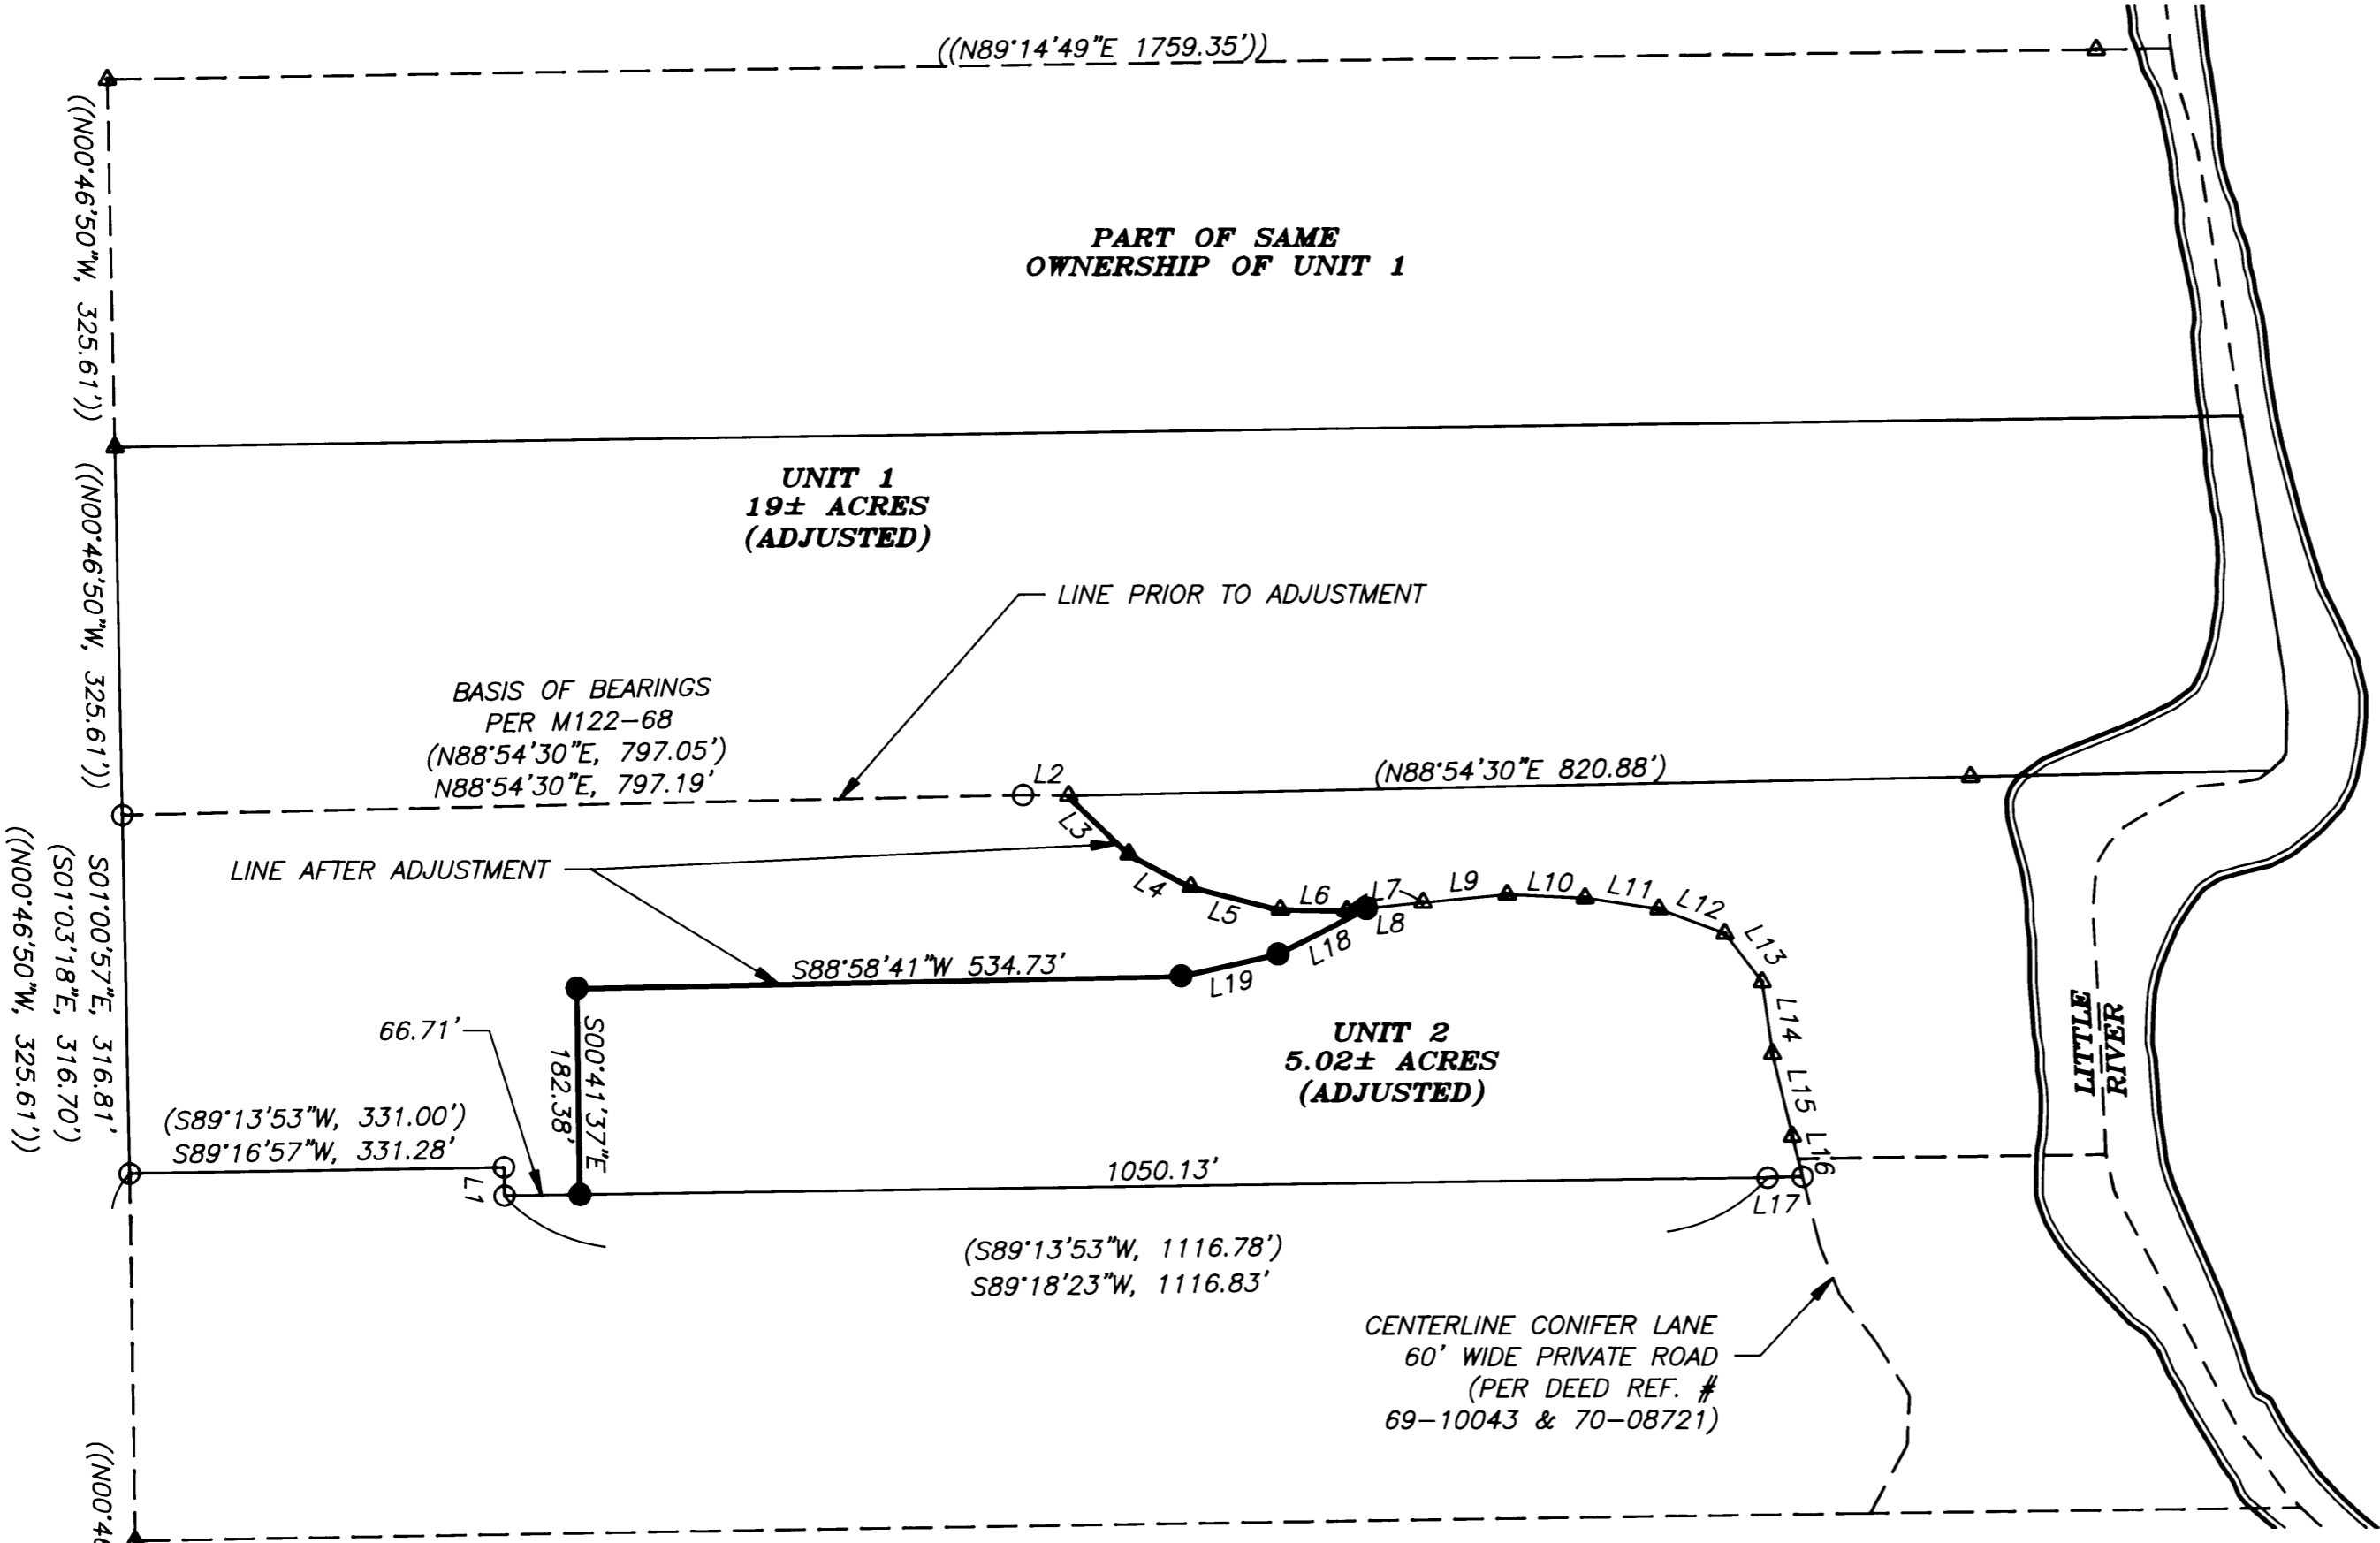 ((N89°14'49"E 1759.35'))
((N00°46'50"W, 325.61'))
PART OF SAME
OWNERSHIP OF UNIT 1
((N00°46'50"W, 325.61'))
UNIT 1
19± ACRES
(ADJUSTED)
LINE PRIOR TO ADJUSTMENT
BASIS OF BEARINGS
PER M122-68
(N88°54'30"E, 797.05')
N88°54'30"E, 797.19'
L2
(N88°54'30"E 820.88')
L3
LINE AFTER ADJUSTMENT
L4
L5
L6
L7
L8
L9
L10
L11
L12
L13
L14
L15
L16
L17
L18
L19
S88°58'41"W 534.73'
S01°00'57"E, 316.81'
(S01°03'18"E, 316.70')
((N00°46'50"W, 325.61'))
66.71'
S00°41'37"E
182.38'
UNIT 2
5.02± ACRES
(ADJUSTED)
LITTLE
RIVER
(S89°13'53"W, 331.00')
S89°16'57"W, 331.28'
L1
1050.13'
(S89°13'53"W, 1116.78')
S89°18'23"W, 1116.83'
CENTERLINE CONIFER LANE
60' WIDE PRIVATE ROAD
(PER DEED REF. #
69-10043 & 70-08721)
((N00°4